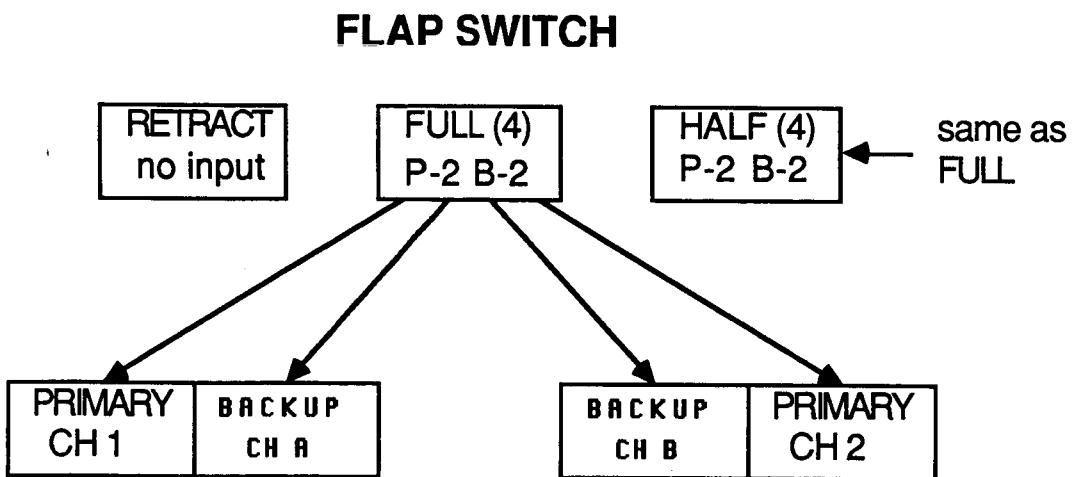 FLAP SWITCH
RETRACT
no input
FULL (4)
P-2 B-2
HALF (4)
P-2 B-2
same as
FULL
PRIMARY
CH 1
BACKUP
CH A
BACKUP
CH B
PRIMARY
CH 2